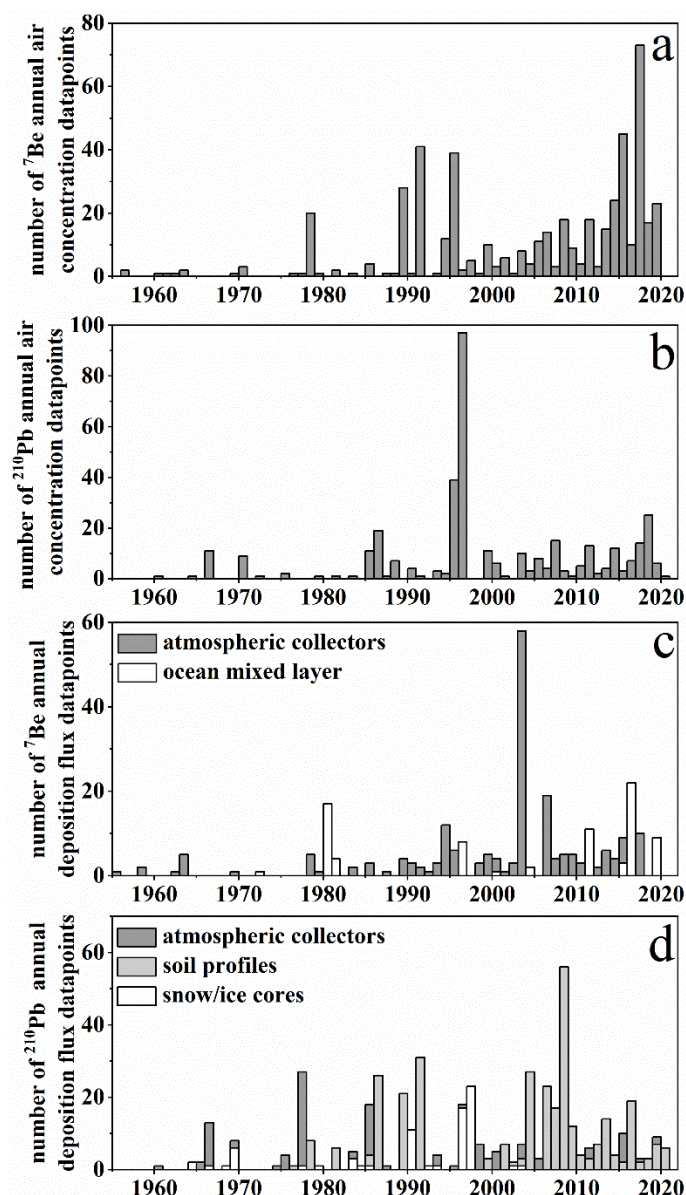 number of ⁷Be annual air
concentration datapoints
80
60
40
20
0
a
1960 1970 1980 1990 2000 2010 2020
number of ²¹⁰Pb annual air
concentration datapoints
100
80
60
40
20
0
b
1960 1970 1980 1990 2000 2010 2020
number of ⁷Be annual
deposition flux datapoints
60
40
20
0
atmospheric collectors
ocean mixed layer
c
1960 1970 1980 1990 2000 2010 2020
number of ²¹⁰Pb annual
deposition flux datapoints
60
40
20
0
atmospheric collectors
soil profiles
snow/ice cores
d
1960 1970 1980 1990 2000 2010 2020